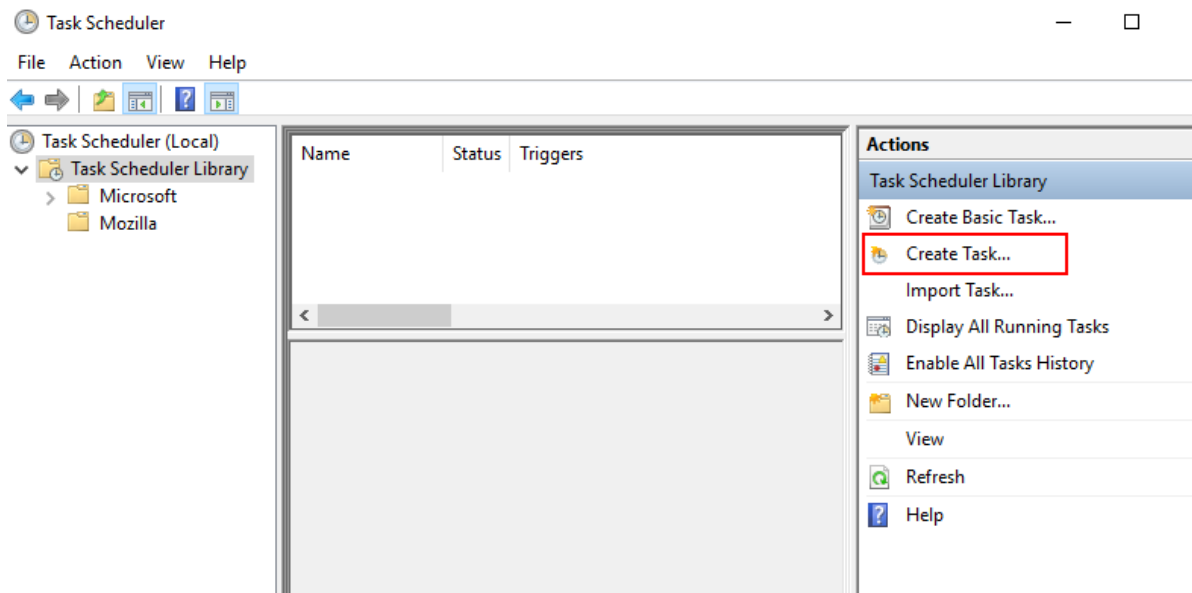 Task Scheduler
File Action View Help
Task Scheduler (Local)
Task Scheduler Library
Microsoft
Mozilla
Name Status Triggers
Actions
Task Scheduler Library
Create Basic Task...
Create Task...
Import Task...
Display All Running Tasks
Enable All Tasks History
New Folder...
View
Refresh
Help